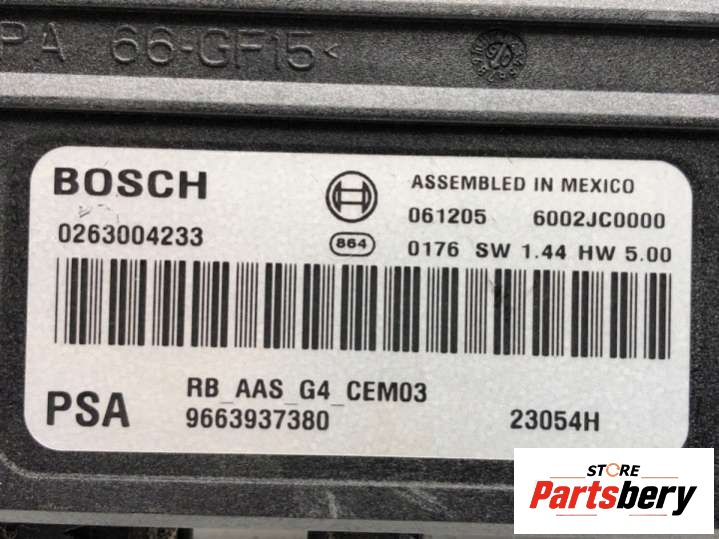 PA 66-GF15<
BOSCH
ASSEMBLED IN MEXICO
061205 6002JC0000
0263004233
864
0176 SW 1.44 HW 5.00
RB_AAS_G4_CEM03
PSA
9663937380
23054H
STORE
Partsbery